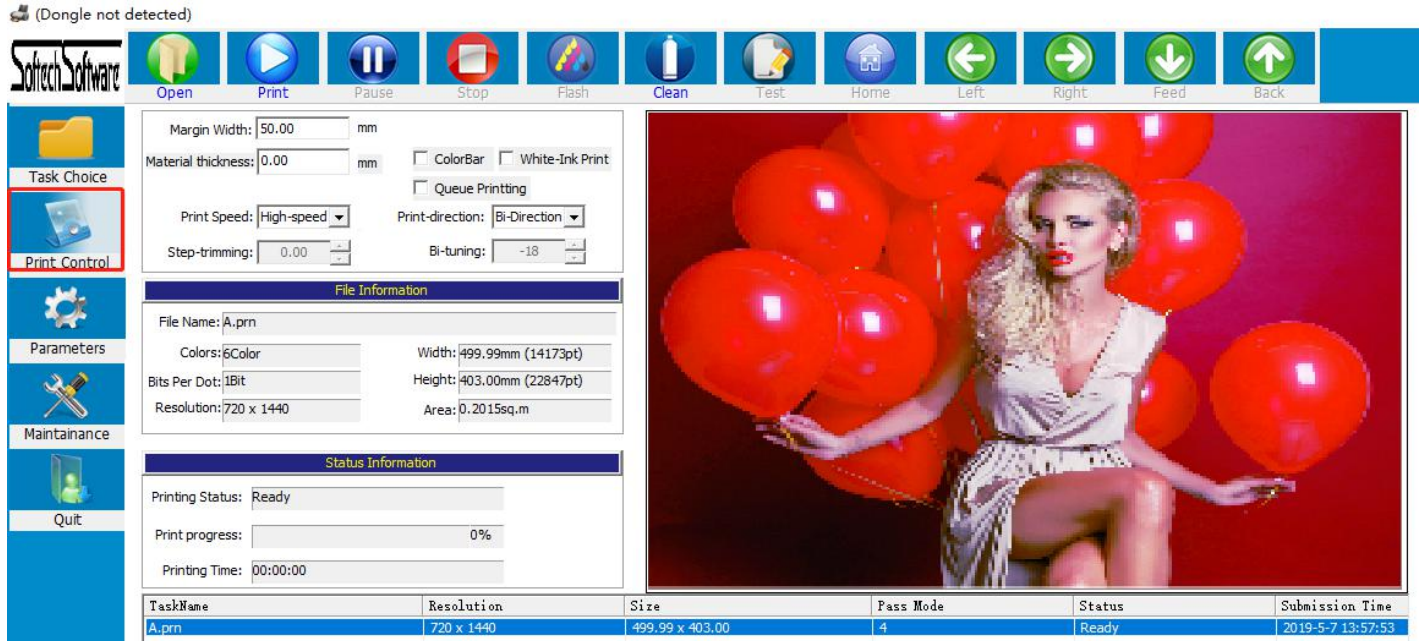 (Dongle not detected)
Softech Software
Open Print Pause Stop Flash Clean Test Home Left Right Feed Back
Task Choice
Print Control
Parameters
Maintainance
Quit
Margin Width: 50.00 mm
Material thickness: 0.00 mm ColorBar White-Ink Print
Queue Printting
Print Speed: High-speed Print-direction: Bi-Direction
Step-trimming: 0.00 Bi-tuning: -18
File Information
File Name: A.prn
Colors: 6Color Width: 499.99mm (14173pt)
Bits Per Dot: 1Bit Height: 403.00mm (22847pt)
Resolution: 720 x 1440 Area: 0.2015sq.m
Status Information
Printing Status: Ready
Print progress: 0%
Printing Time: 00:00:00
TaskName Resolution Size Pass Mode Status Submission Time
A.prn 720 x 1440 499.99 x 403.00 4 Ready 2019-5-7 13:57:53